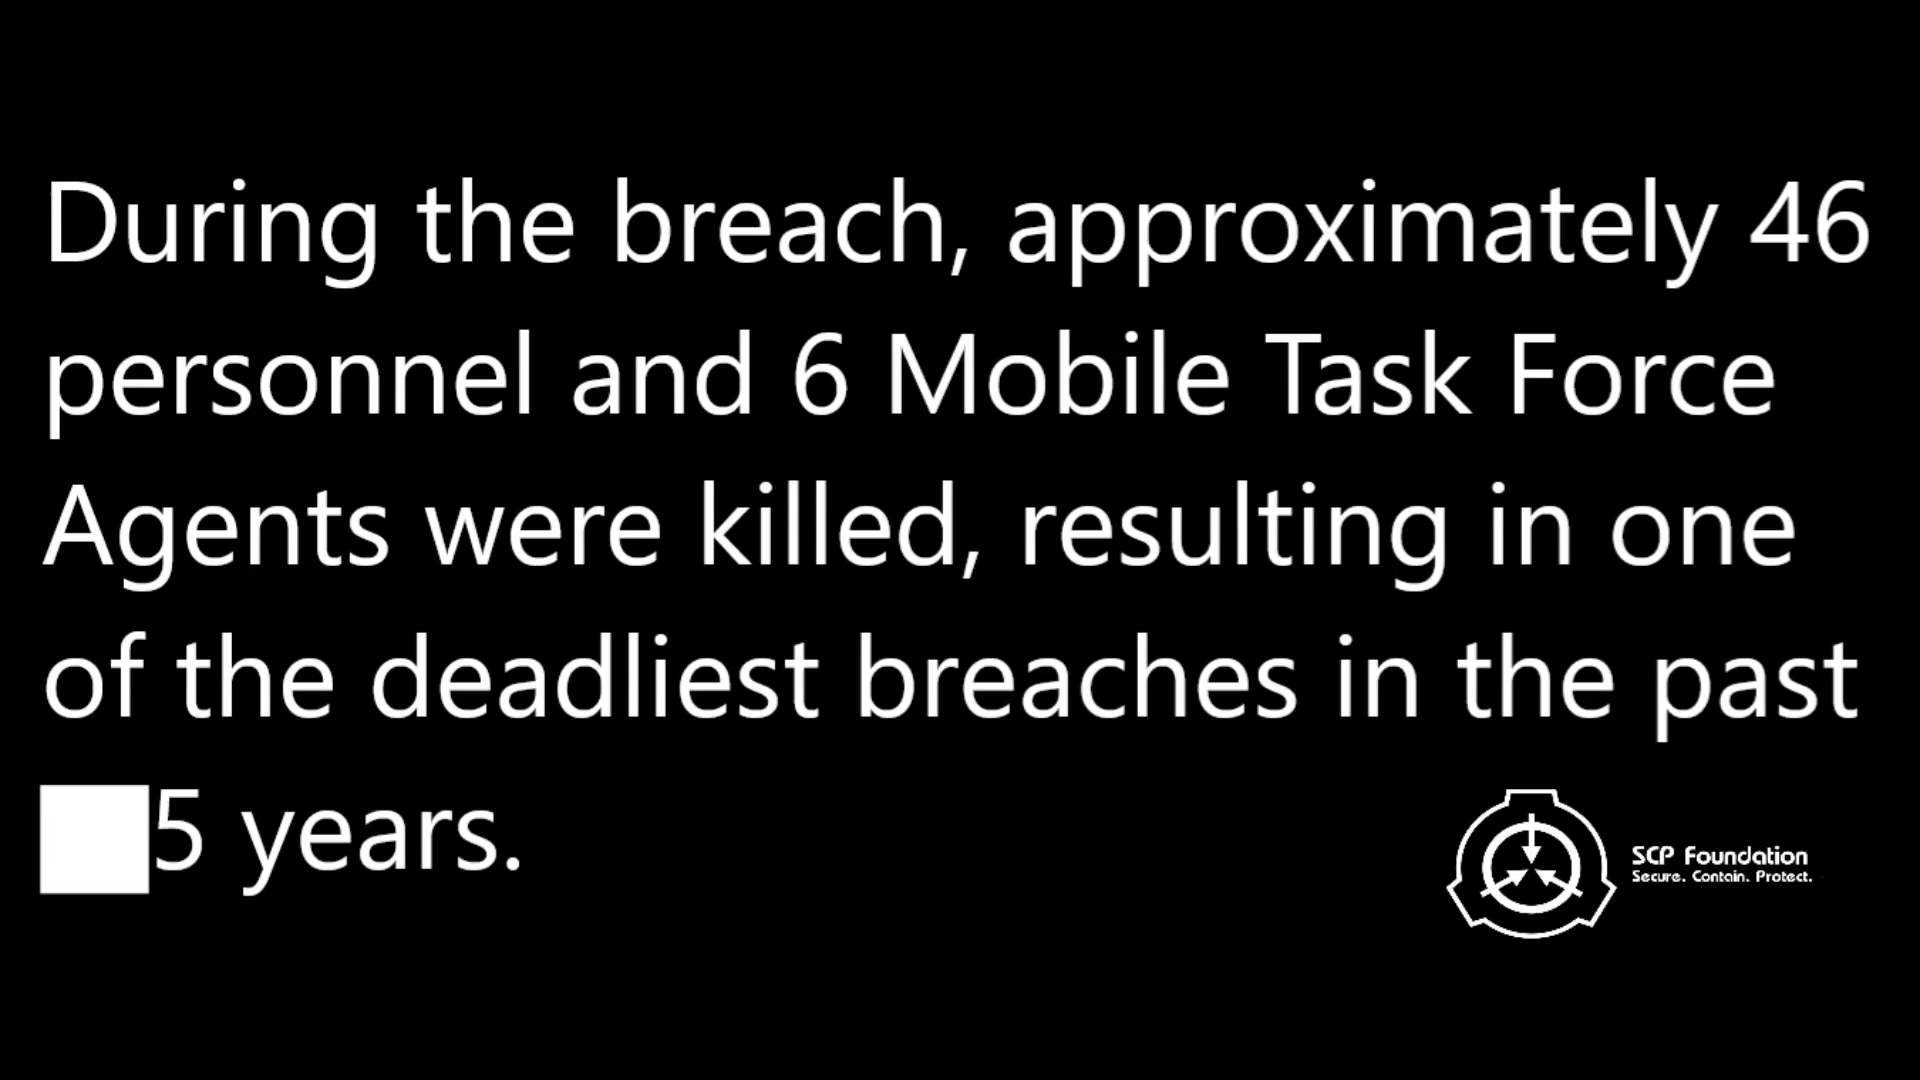 During the breach, approximately 46
personnel and 6 Mobile Task Force
Agents were killed, resulting in one
of the deadliest breaches in the past
█5 years.
SCP Foundation
Secure. Contain. Protect.